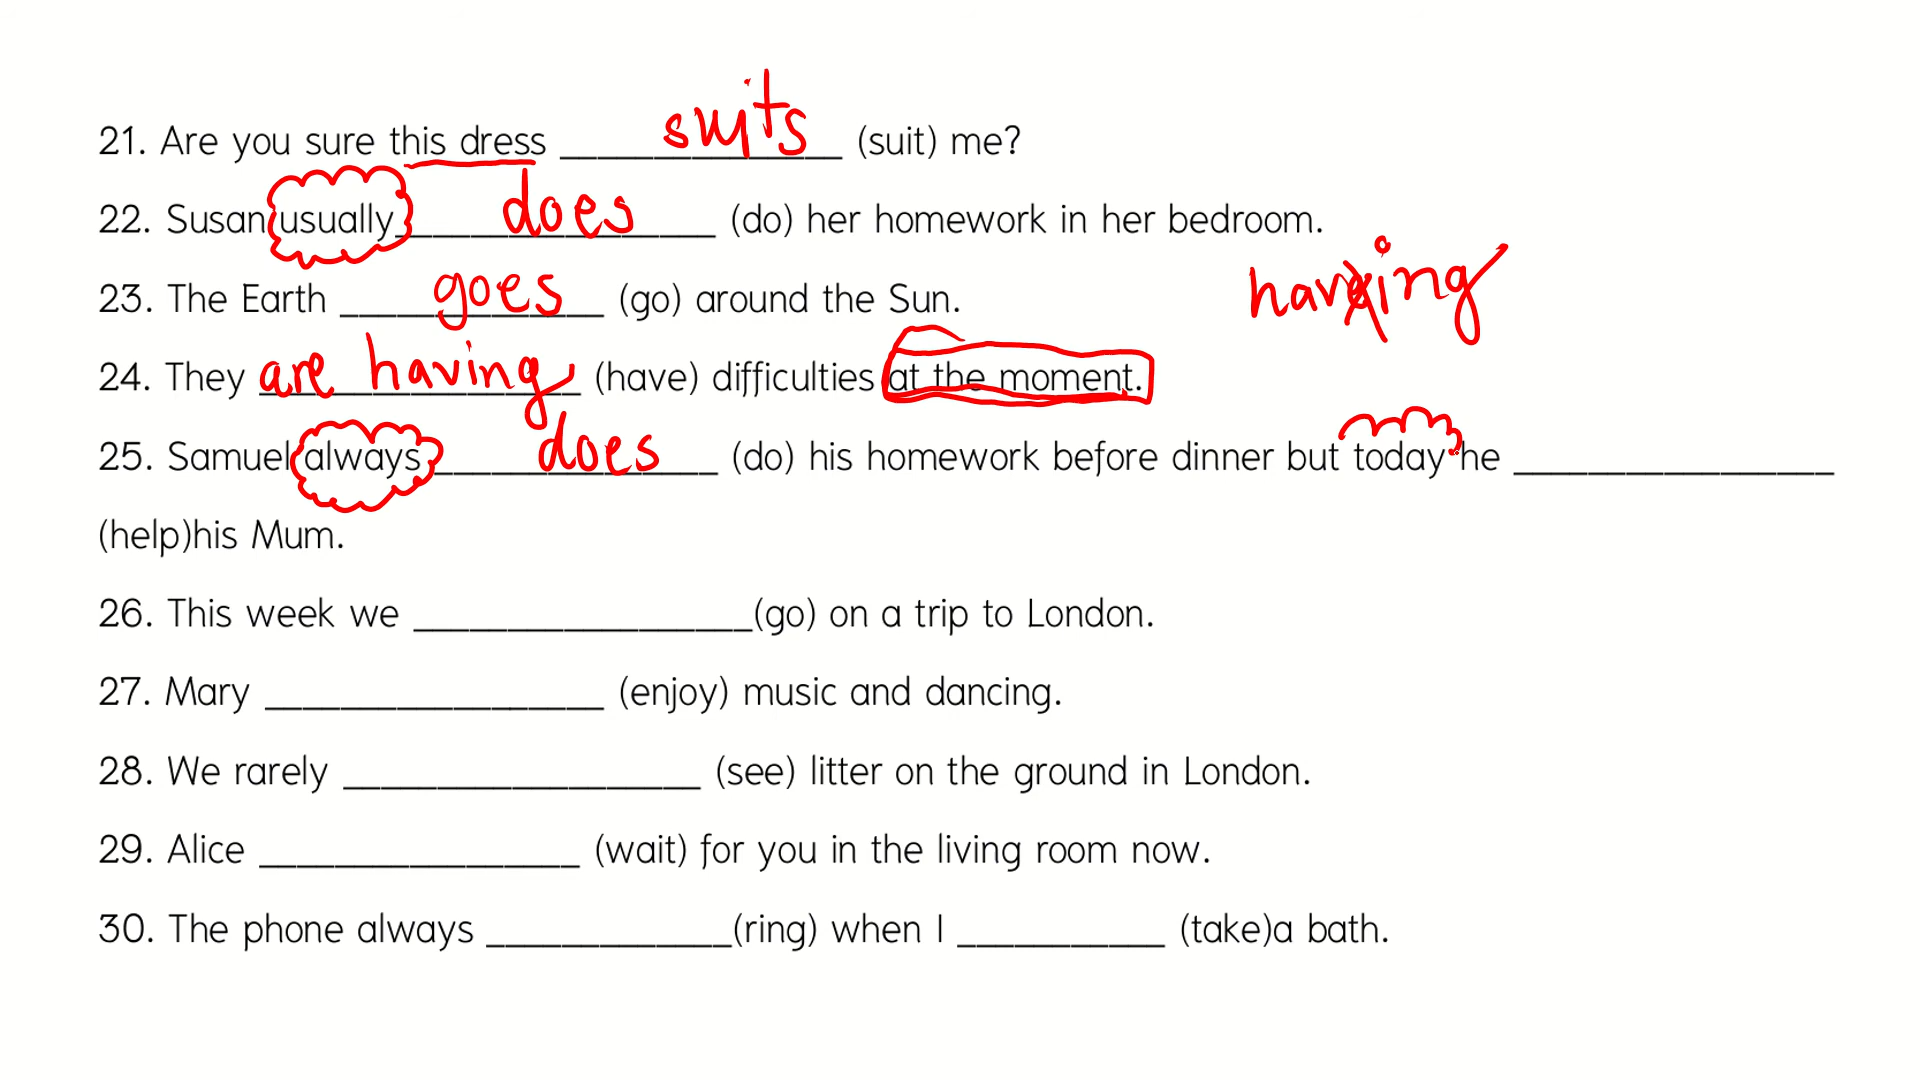 21. Are you sure this dress suits (suit) me?
22. Susan usually does (do) her homework in her bedroom.
23. The Earth goes (go) around the Sun. haveing
24. They are having (have) difficulties at the moment.
25. Samuel always does (do) his homework before dinner but today he ________________
(help)his Mum.
26. This week we _________________(go) on a trip to London.
27. Mary _________________ (enjoy) music and dancing.
28. We rarely __________________ (see) litter on the ground in London.
29. Alice ________________ (wait) for you in the living room now.
30. The phone always ____________(ring) when I __________ (take)a bath.